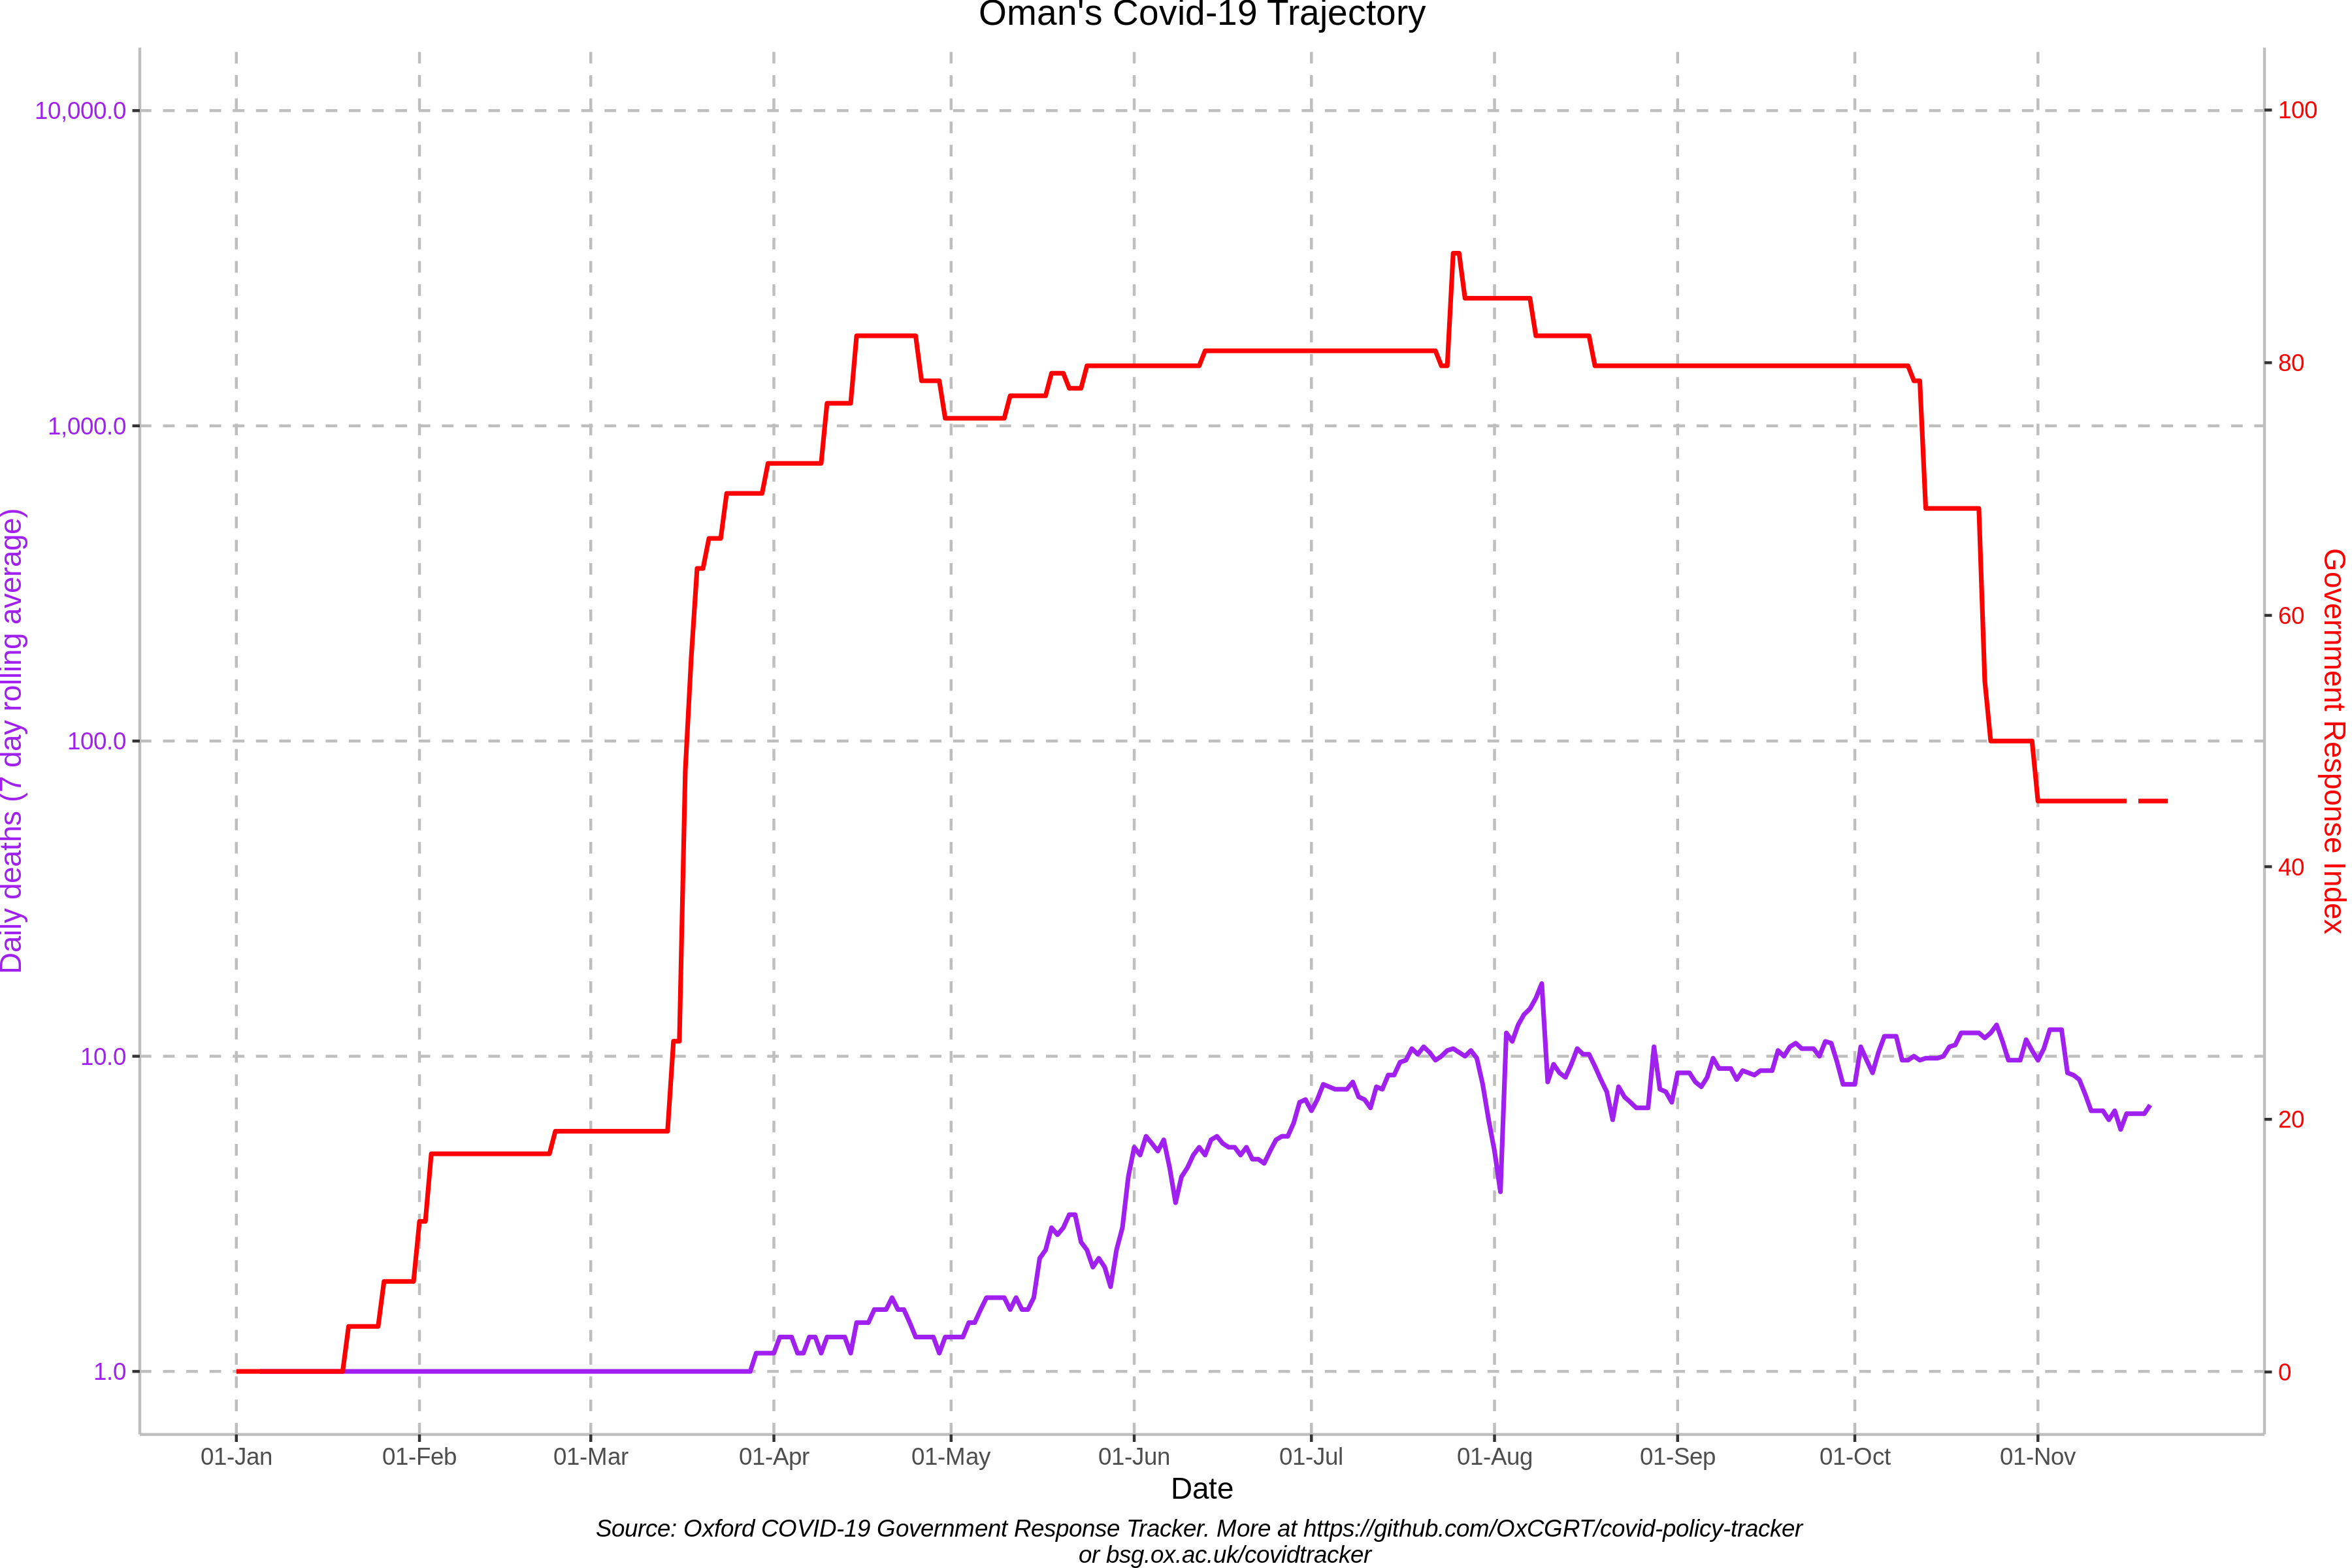 Oman's Covid-19 Trajectory
10,000.0
1,000.0
100.0
10.0
1.0
Daily deaths (7 day rolling average)
100
80
60
40
20
0
Government Response Index
01-Jan 01-Feb 01-Mar 01-Apr 01-May 01-Jun 01-Jul 01-Aug 01-Sep 01-Oct 01-Nov
Date
Source: Oxford COVID-19 Government Response Tracker. More at https://github.com/OxCGRT/covid-policy-tracker
or bsg.ox.ac.uk/covidtracker